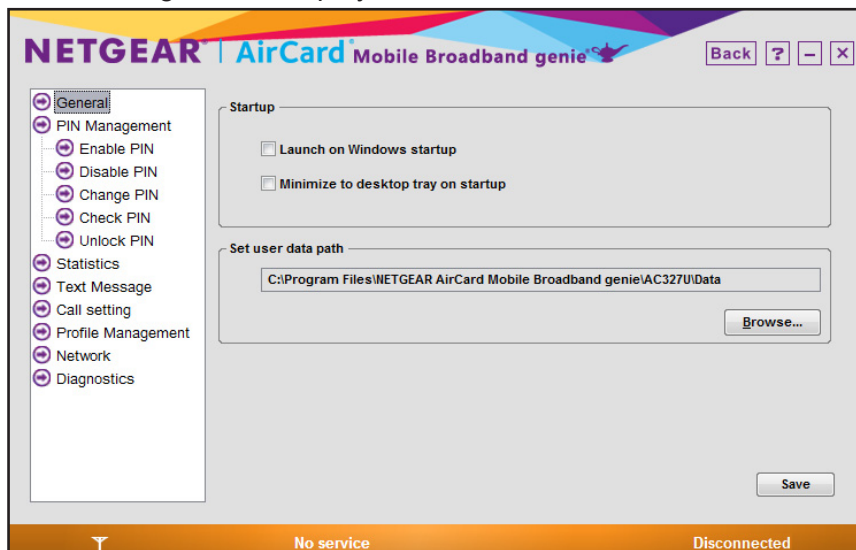 NETGEAR® | AirCard® Mobile Broadband genie®
Back ? – X
General
PIN Management
Enable PIN
Disable PIN
Change PIN
Check PIN
Unlock PIN
Statistics
Text Message
Call setting
Profile Management
Network
Diagnostics
Startup
Launch on Windows startup
Minimize to desktop tray on startup
Set user data path
C:\Program Files\NETGEAR AirCard Mobile Broadband genie\AC327U\Data
Browse...
Save
No service
Disconnected